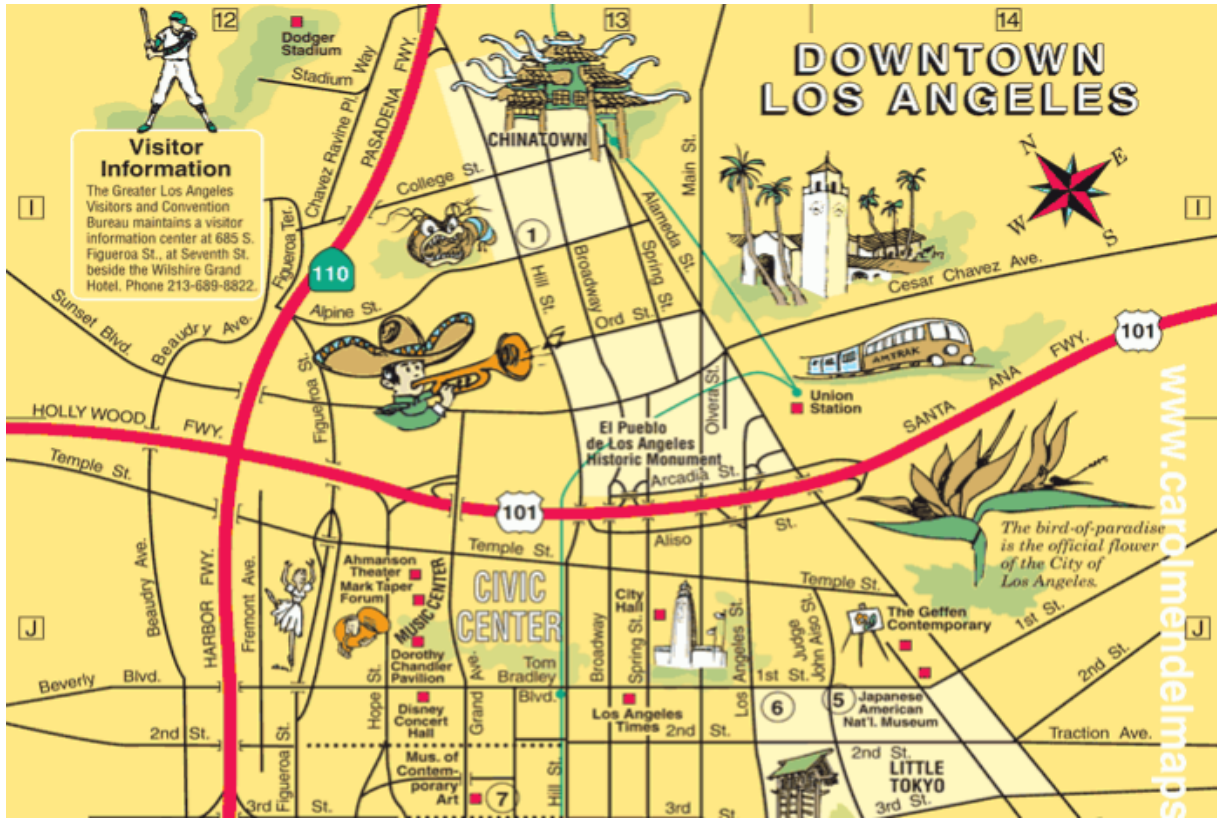 12
13
14
Dodger
Stadium
DOWNTOWN
LOS ANGELES
Stadium Way
PASADENA FWY.
Chavez Ravine Pl.
CHINATOWN
Main St.
N
E
W
S
Visitor
Information
The Greater Los Angeles
Visitors and Convention
Bureau maintains a visitor
information center at 685 S.
Figueroa St., at Seventh St.
beside the Wilshire Grand
Hotel. Phone 213-689-8822.
College St.
Alameda St.
I
I
Figueroa Ter.
1
Hill St.
Broadway
Spring St.
110
Cesar Chavez Ave.
Alpine St.
Ord St.
Sunset Blvd.
Beaudry Ave.
AMTRAK
101
Figueroa St.
Olvera St.
Union
Station
SANTA ANA FWY.
HOLLY WOOD FWY.
El Pueblo
de Los Angeles
Historic Monument
Arcadia St.
Temple St.
101
Aliso St.
The bird-of-paradise
is the official flower
of the City of
Los Angeles.
www.carolmendelmaps
Temple St.
Temple St.
Beaudry Ave.
HARBOR FWY.
Fremont Ave.
Ahmanson
Theater
Mark Taper
Forum
MUSIC CENTER
Dorothy
Chandler
Pavilion
CIVIC
CENTER
City
Hall
Broadway
Spring St.
Los Angeles St.
Judge
John Aiso St.
The Geffen
Contemporary
1st St.
2nd St.
J
J
Hope St.
Grand Ave.
Tom
Bradley
Blvd.
1st St.
Beverly Blvd.
Disney
Concert
Hall
Los Angeles
Times
6
5
Japanese
American
Nat'l. Museum
2nd St.
2nd St.
2nd St.
Traction Ave.
Figueroa St.
Mus. of
Contem-
porary
Art
7
Hill St.
LITTLE
TOKYO
3rd St.
3rd St.
3rd St.